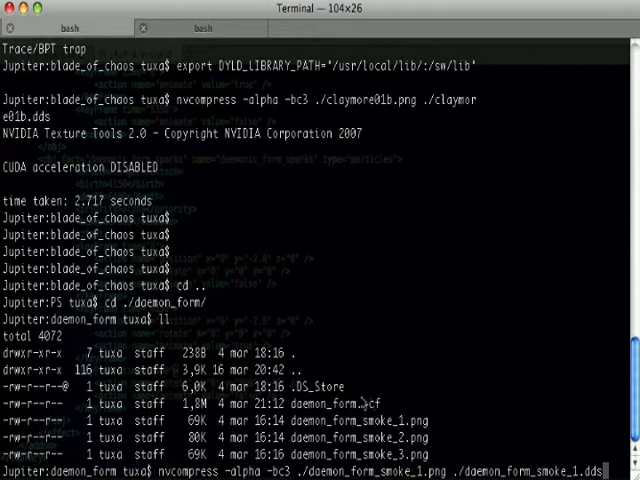 Terminal — 104×26
bash
bash
Trace/BPT trap
Jupiter:blade_of_chaos tuxa$ export DYLD_LIBRARY_PATH='/usr/local/lib/:/sw/lib'
Jupiter:blade_of_chaos tuxa$ nvcompress -alpha -bc3 ./claymore01b.png ./claymor
e01b.dds
NVIDIA Texture Tools 2.0 - Copyright NVIDIA Corporation 2007
CUDA acceleration DISABLED
time taken: 2.717 seconds
Jupiter:blade_of_chaos tuxa$
Jupiter:blade_of_chaos tuxa$
Jupiter:blade_of_chaos tuxa$
Jupiter:blade_of_chaos tuxa$ cd ..
Jupiter:PS tuxa$ cd ./daemon_form/
Jupiter:daemon_form tuxa$ ll
total 4072
drwxr-xr-x 7 tuxa staff 238B 4 mar 18:16 .
drwxr-xr-x 116 tuxa staff 3,9K 16 mar 20:42 ..
-rw-r--r--@ 1 tuxa staff 6,0K 4 mar 18:16 .DS_Store
-rw-r--r-- 1 tuxa staff 1,8M 4 mar 21:12
-rw-r--r-- 1 tuxa staff 69K 4 mar 16:14 daemon_form_smoke_1.png
-rw-r--r-- 1 tuxa staff 80K 4 mar 16:14 daemon_form_smoke_2.png
-rw-r--r-- 1 tuxa staff 69K 4 mar 16:14 daemon_form_smoke_3.png
Jupiter:daemon_form tuxa$ nvcompress -alpha -bc3 ./daemon_form_smoke_1.png ./daemon_form_smoke_1.dds